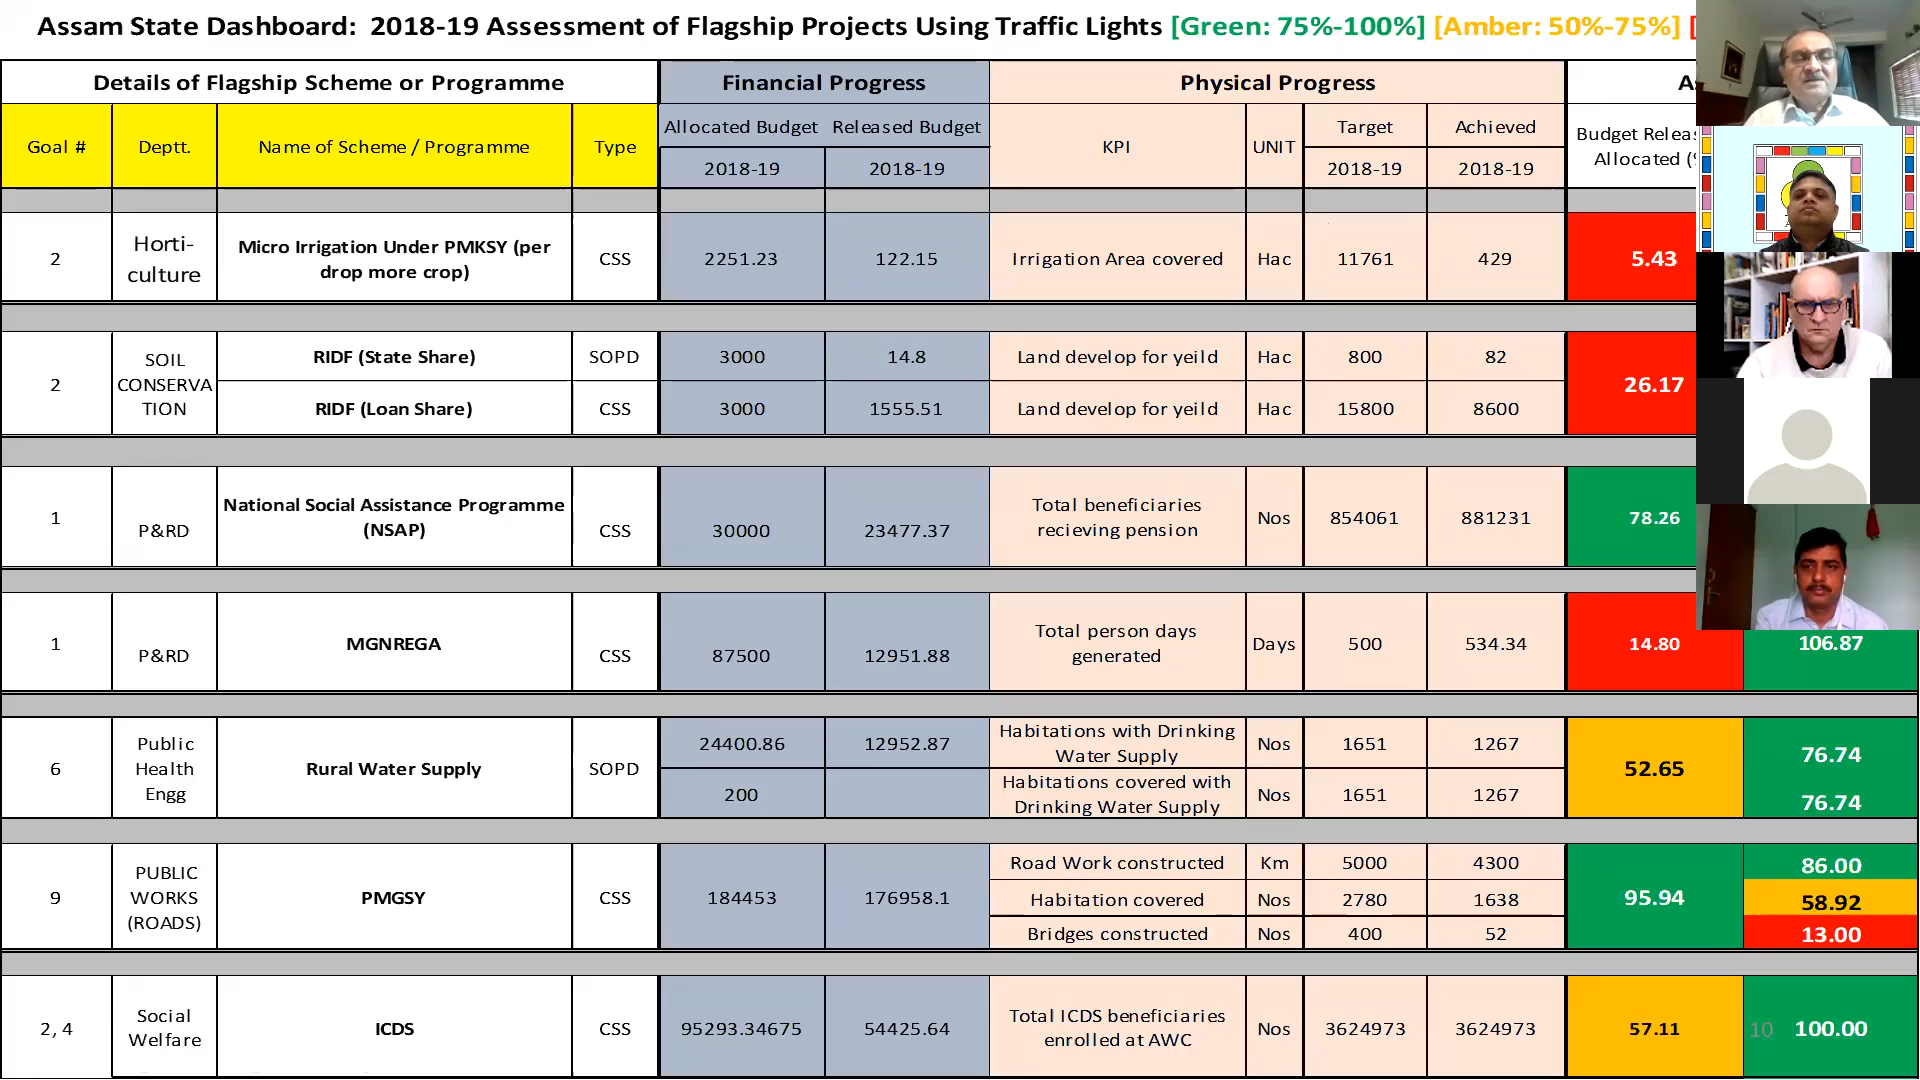 Assam State Dashboard: 2018-19 Assessment of Flagship Projects Using Traffic Lights [Green: 75%-100%] [Amber: 50%-75%] [
Details of Flagship Scheme or Programme Financial Progress Physical Progress
Goal # Deptt. Name of Scheme / Programme Type Allocated Budget Released Budget KPI UNIT Target Achieved
Allocated
2018-19 2018-19 2018-19 2018-19
2 Horti-
culture Micro Irrigation Under PMKSY (per
drop more crop) CSS 2251.23 122.15 Irrigation Area covered Hac 11761 429 5.43
2 SOIL
CONSERVA
TION RIDF (State Share) SOPD 3000 14.8 Land develop for yeild Hac 800 82 26.17
RIDF (Loan Share) CSS 3000 1555.51 Land develop for yeild Hac 15800 8600
1 P&RD National Social Assistance Programme
(NSAP) CSS 30000 23477.37 Total beneficiaries
recieving pension Nos 854061 881231 78.26
1 P&RD MGNREGA CSS 87500 12951.88 Total person days
generated Days 500 534.34 14.80 106.87
6 Public
Health
Engg Rural Water Supply SOPD 24400.86 12952.87 Habitations with Drinking
Water Supply Nos 1651 1267 52.65 76.74
200 Habitations covered with
Drinking Water Supply Nos 1651 1267 76.74
9 PUBLIC
WORKS
(ROADS) PMGSY CSS 184453 176958.1 Road Work constructed Km 5000 4300 95.94 86.00
Habitation covered Nos 2780 1638 58.92
Bridges constructed Nos 400 52 13.00
2, 4 Social
Welfare ICDS CSS 95293.34675 54425.64 Total ICDS beneficiaries
enrolled at AWC Nos 3624973 3624973 57.11 10 100.00